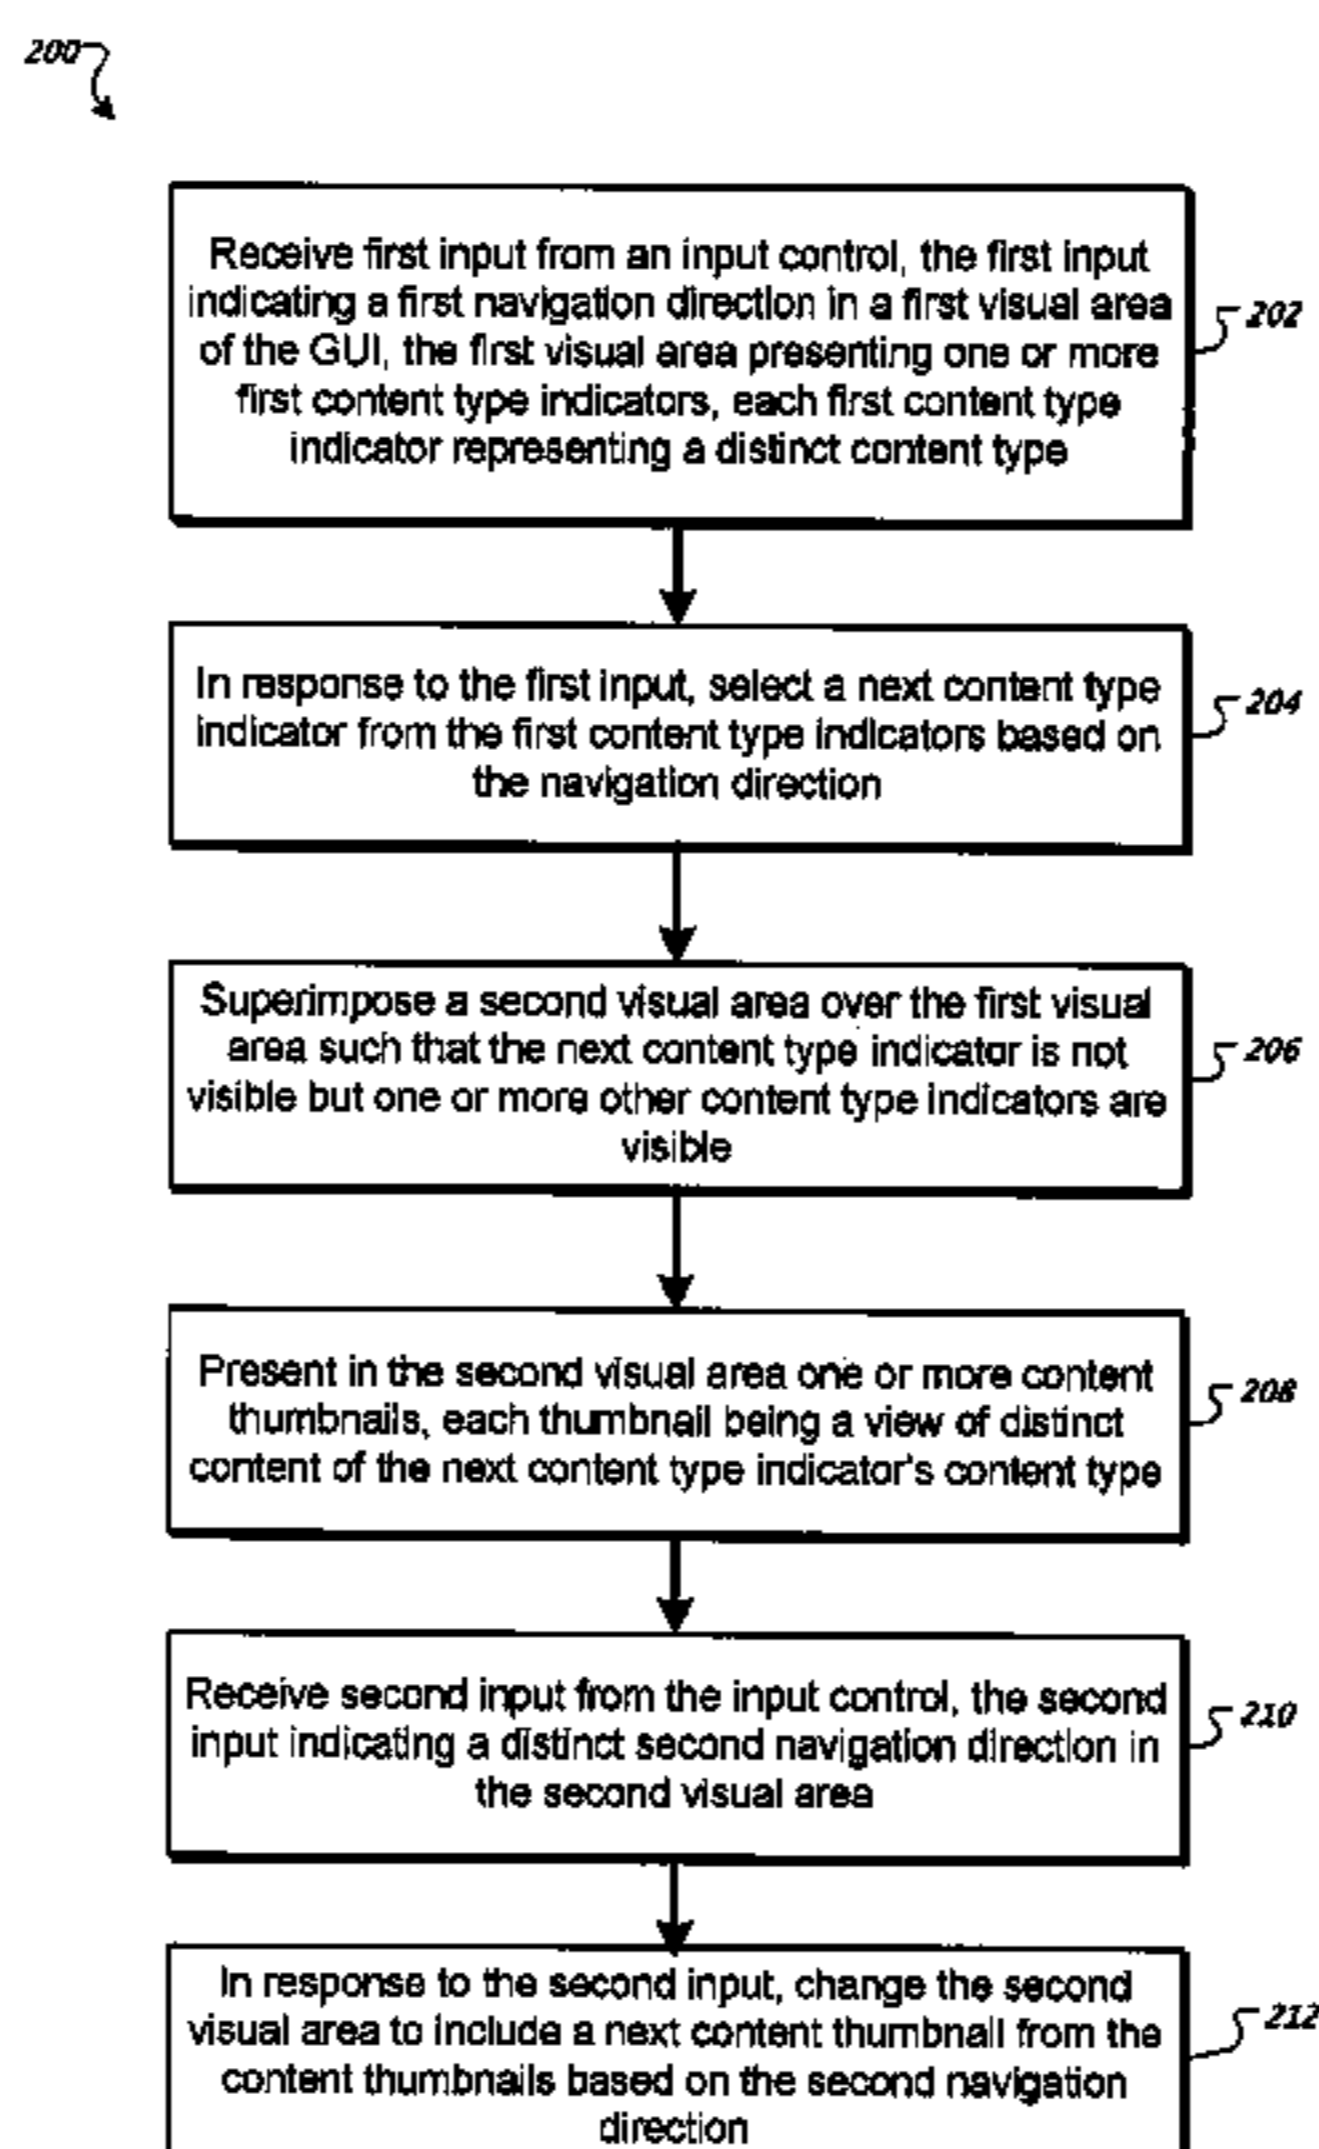 200
Receive first input from an input control, the first input
indicating a first navigation direction in a first visual area
of the GUI, the first visual area presenting one or more
first content type indicators, each first content type
indicator representing a distinct content type
202
In response to the first input, select a next content type
indicator from the first content type indicators based on
the navigation direction
204
Superimpose a second visual area over the first visual
area such that the next content type indicator is not
visible but one or more other content type indicators are
visible
206
Present in the second visual area one or more content
thumbnails, each thumbnail being a view of distinct
content of the next content type indicator's content type
208
Receive second input from the input control, the second
input indicating a distinct second navigation direction in
the second visual area
210
In response to the second input, change the second
visual area to include a next content thumbnail from the
content thumbnails based on the second navigation
direction
212